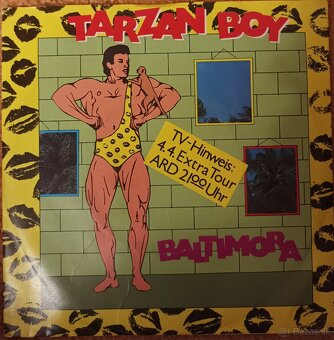 TARZAN BOY
TV-Hinweis:
4.4. Extra Tour
ARD 21.00 Uhr
BALTIMORA